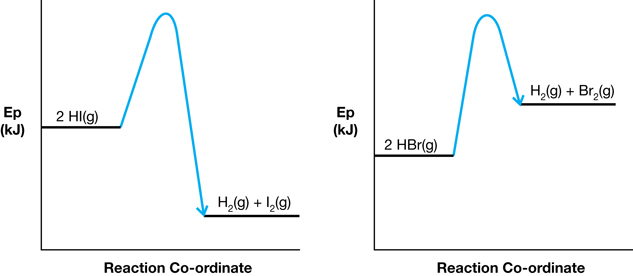 Ep
(kJ)
2 HI(g)
H₂(g) + I₂(g)
Reaction Co-ordinate
Ep
(kJ)
2 HBr(g)
H₂(g) + Br₂(g)
Reaction Co-ordinate